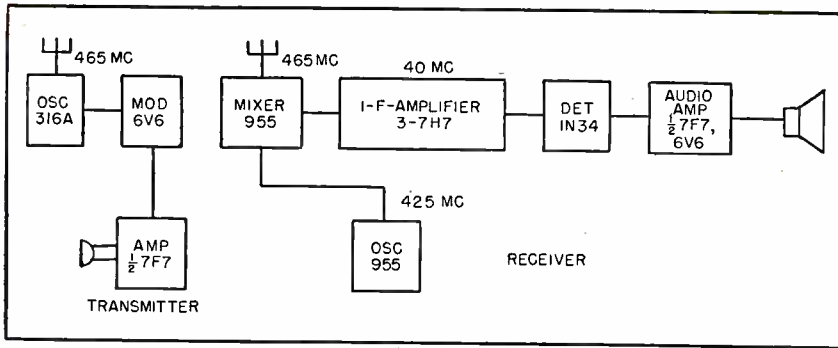 465 MC
OSC
316A
MOD
6V6
AMP
½ 7F7
TRANSMITTER
465 MC
MIXER
955
40 MC
I-F-AMPLIFIER
3-7H7
DET
IN34
AUDIO
AMP
½ 7F7,
6V6
425 MC
OSC
955
RECEIVER